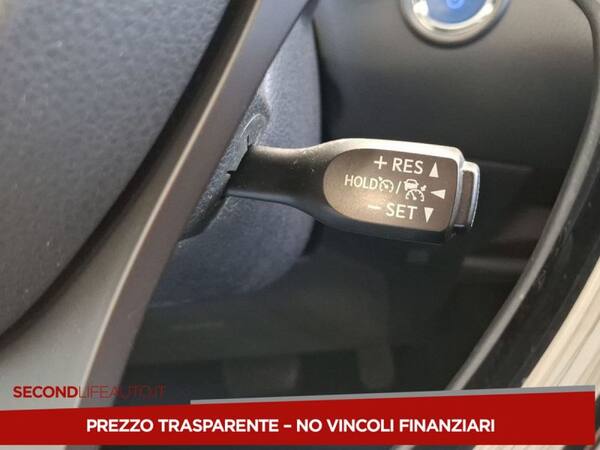 + RES ▲
HOLD / ◀
− SET ▼
SECONDLIFEAUTO.IT
PREZZO TRASPARENTE – NO VINCOLI FINANZIARI